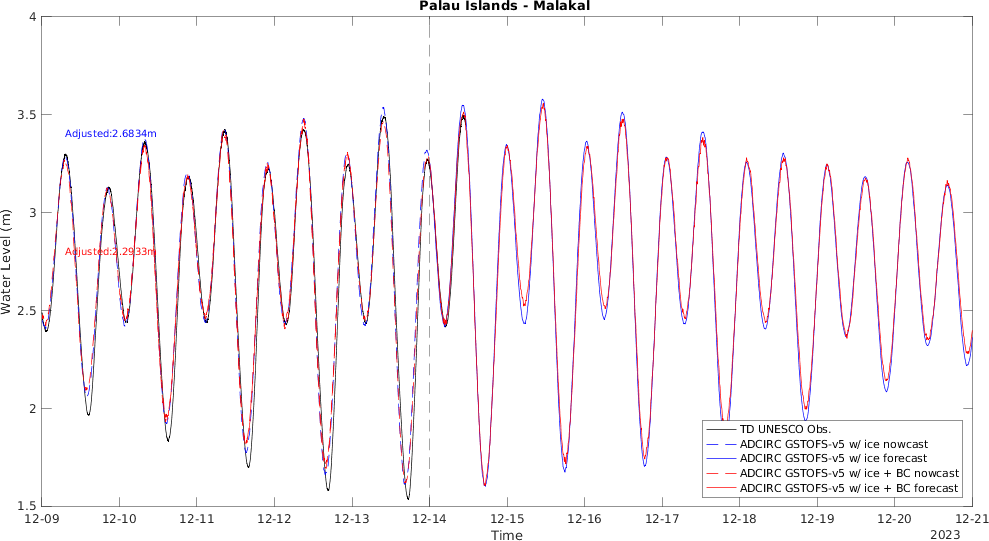 Palau Islands - Malakal
4
3.5
3
2.5
2
1.5
Water Level (m)
Adjusted:2.6834m
Adjusted:2.2933m
TD UNESCO Obs.
ADCIRC GSTOFS-v5 w/ ice nowcast
ADCIRC GSTOFS-v5 w/ ice forecast
ADCIRC GSTOFS-v5 w/ ice + BC nowcast
ADCIRC GSTOFS-v5 w/ ice + BC forecast
12-09 12-10 12-11 12-12 12-13 12-14 12-15 12-16 12-17 12-18 12-19 12-20 12-21
Time
2023